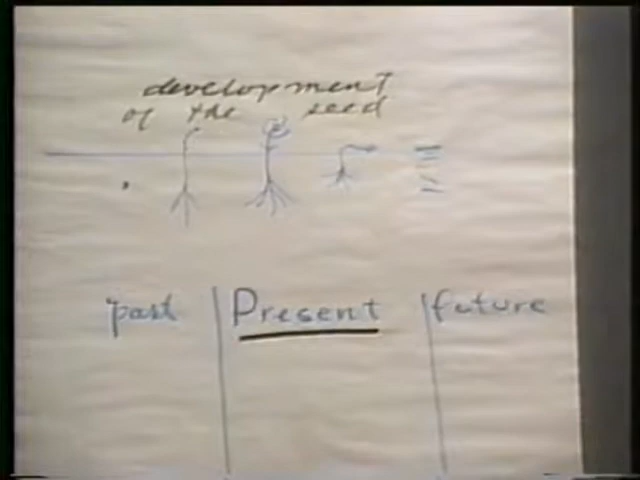 development
of the seed
past Present future